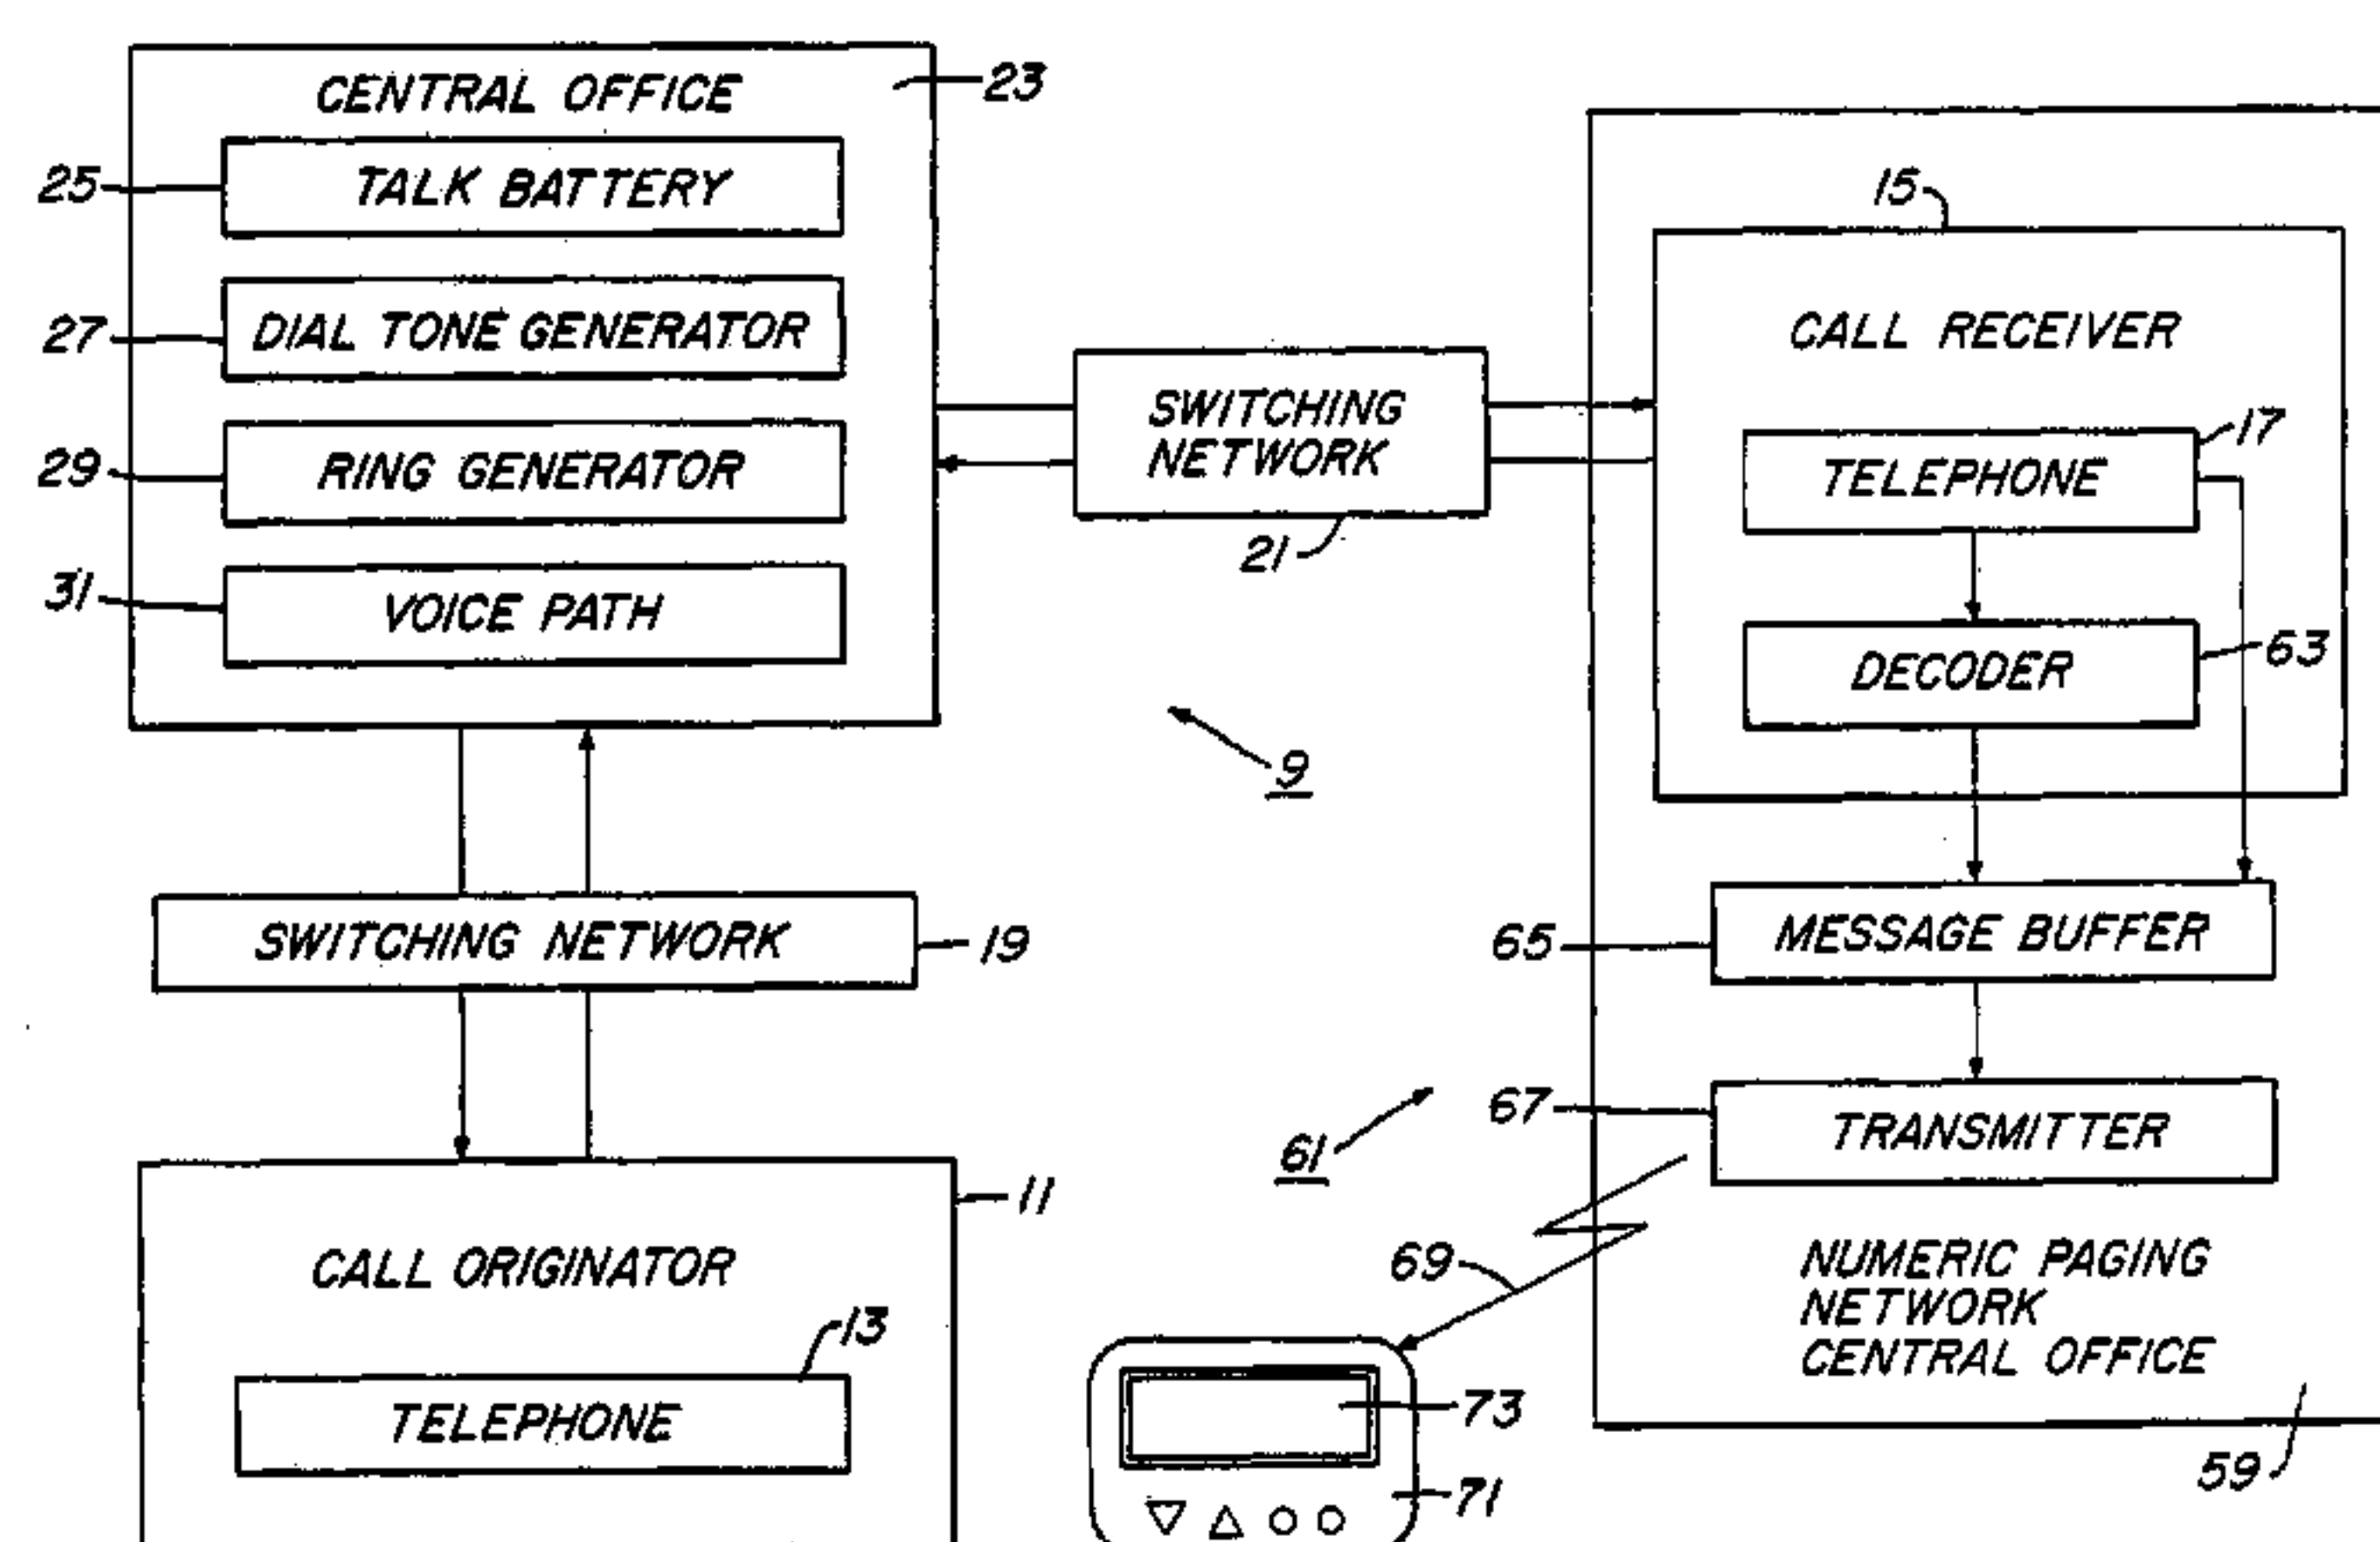 CENTRAL OFFICE
23
25
TALK BATTERY
27
DIAL TONE GENERATOR
29
RING GENERATOR
31
VOICE PATH
SWITCHING
NETWORK
21
15
CALL RECEIVER
17
TELEPHONE
DECODER
63
9
SWITCHING NETWORK
19
65
MESSAGE BUFFER
67
TRANSMITTER
61
11
CALL ORIGINATOR
13
TELEPHONE
69
NUMERIC PAGING
NETWORK
CENTRAL OFFICE
73
71
59